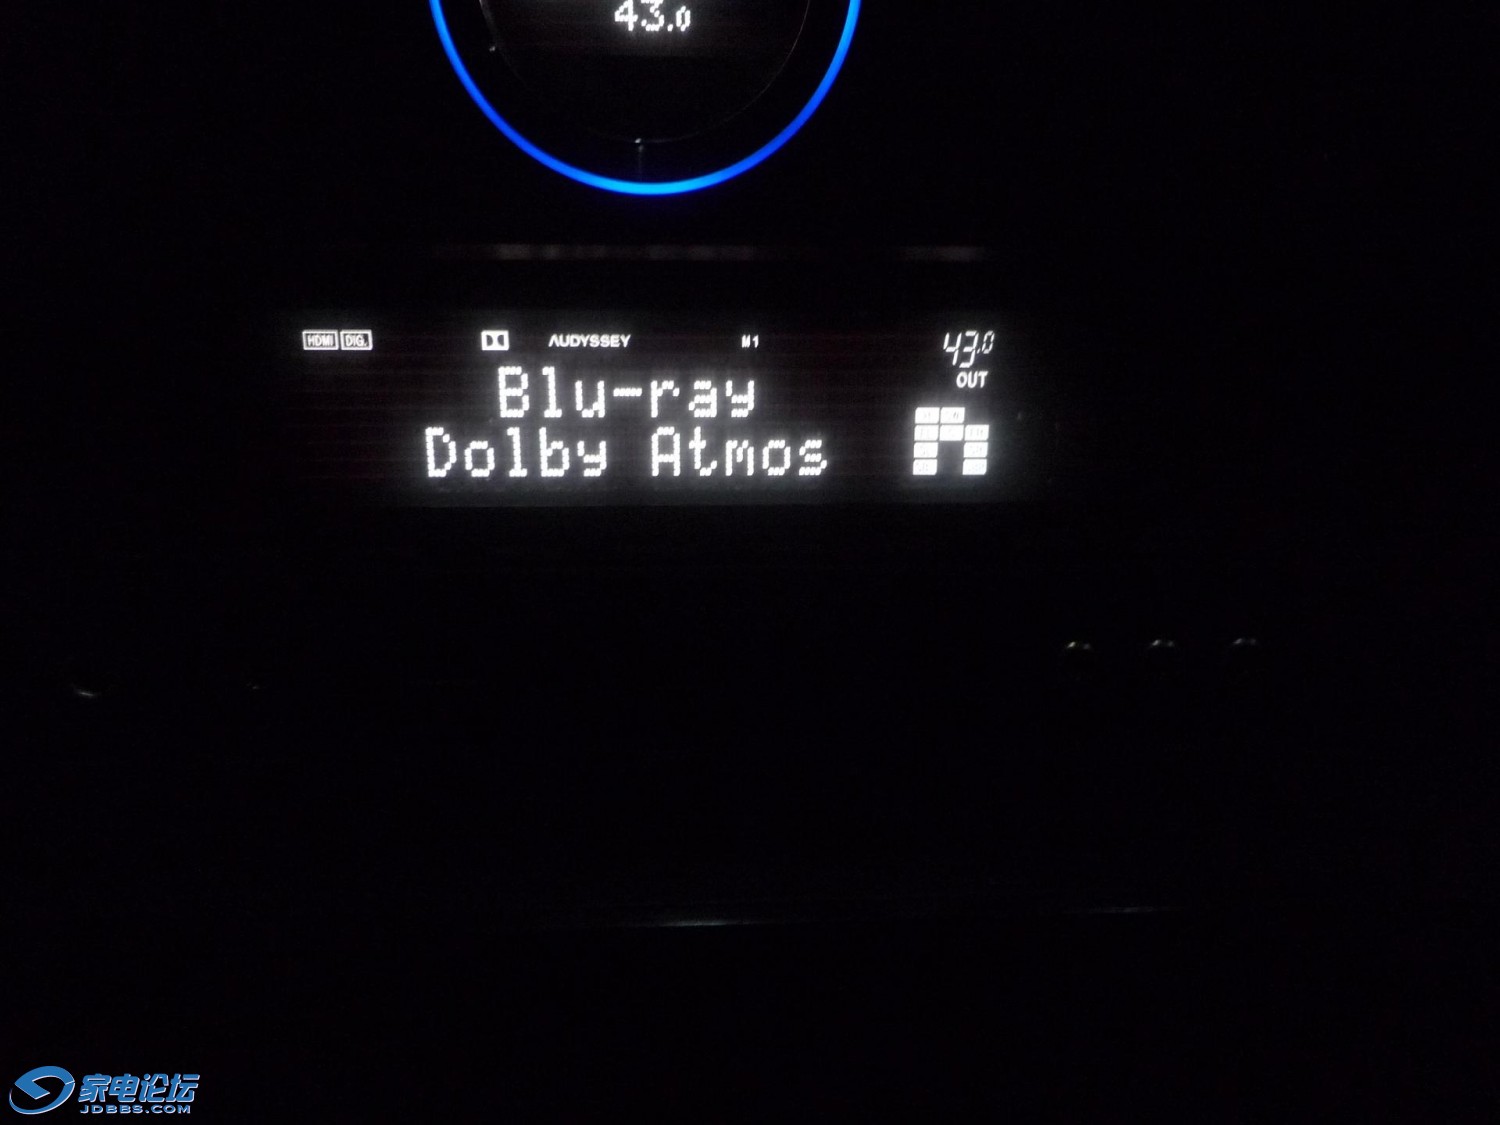 43.0
HDMI DIG. AUDYSSEY M1 43.0
OUT
Blu-ray
Dolby Atmos
家电论坛
JDBBS.COM